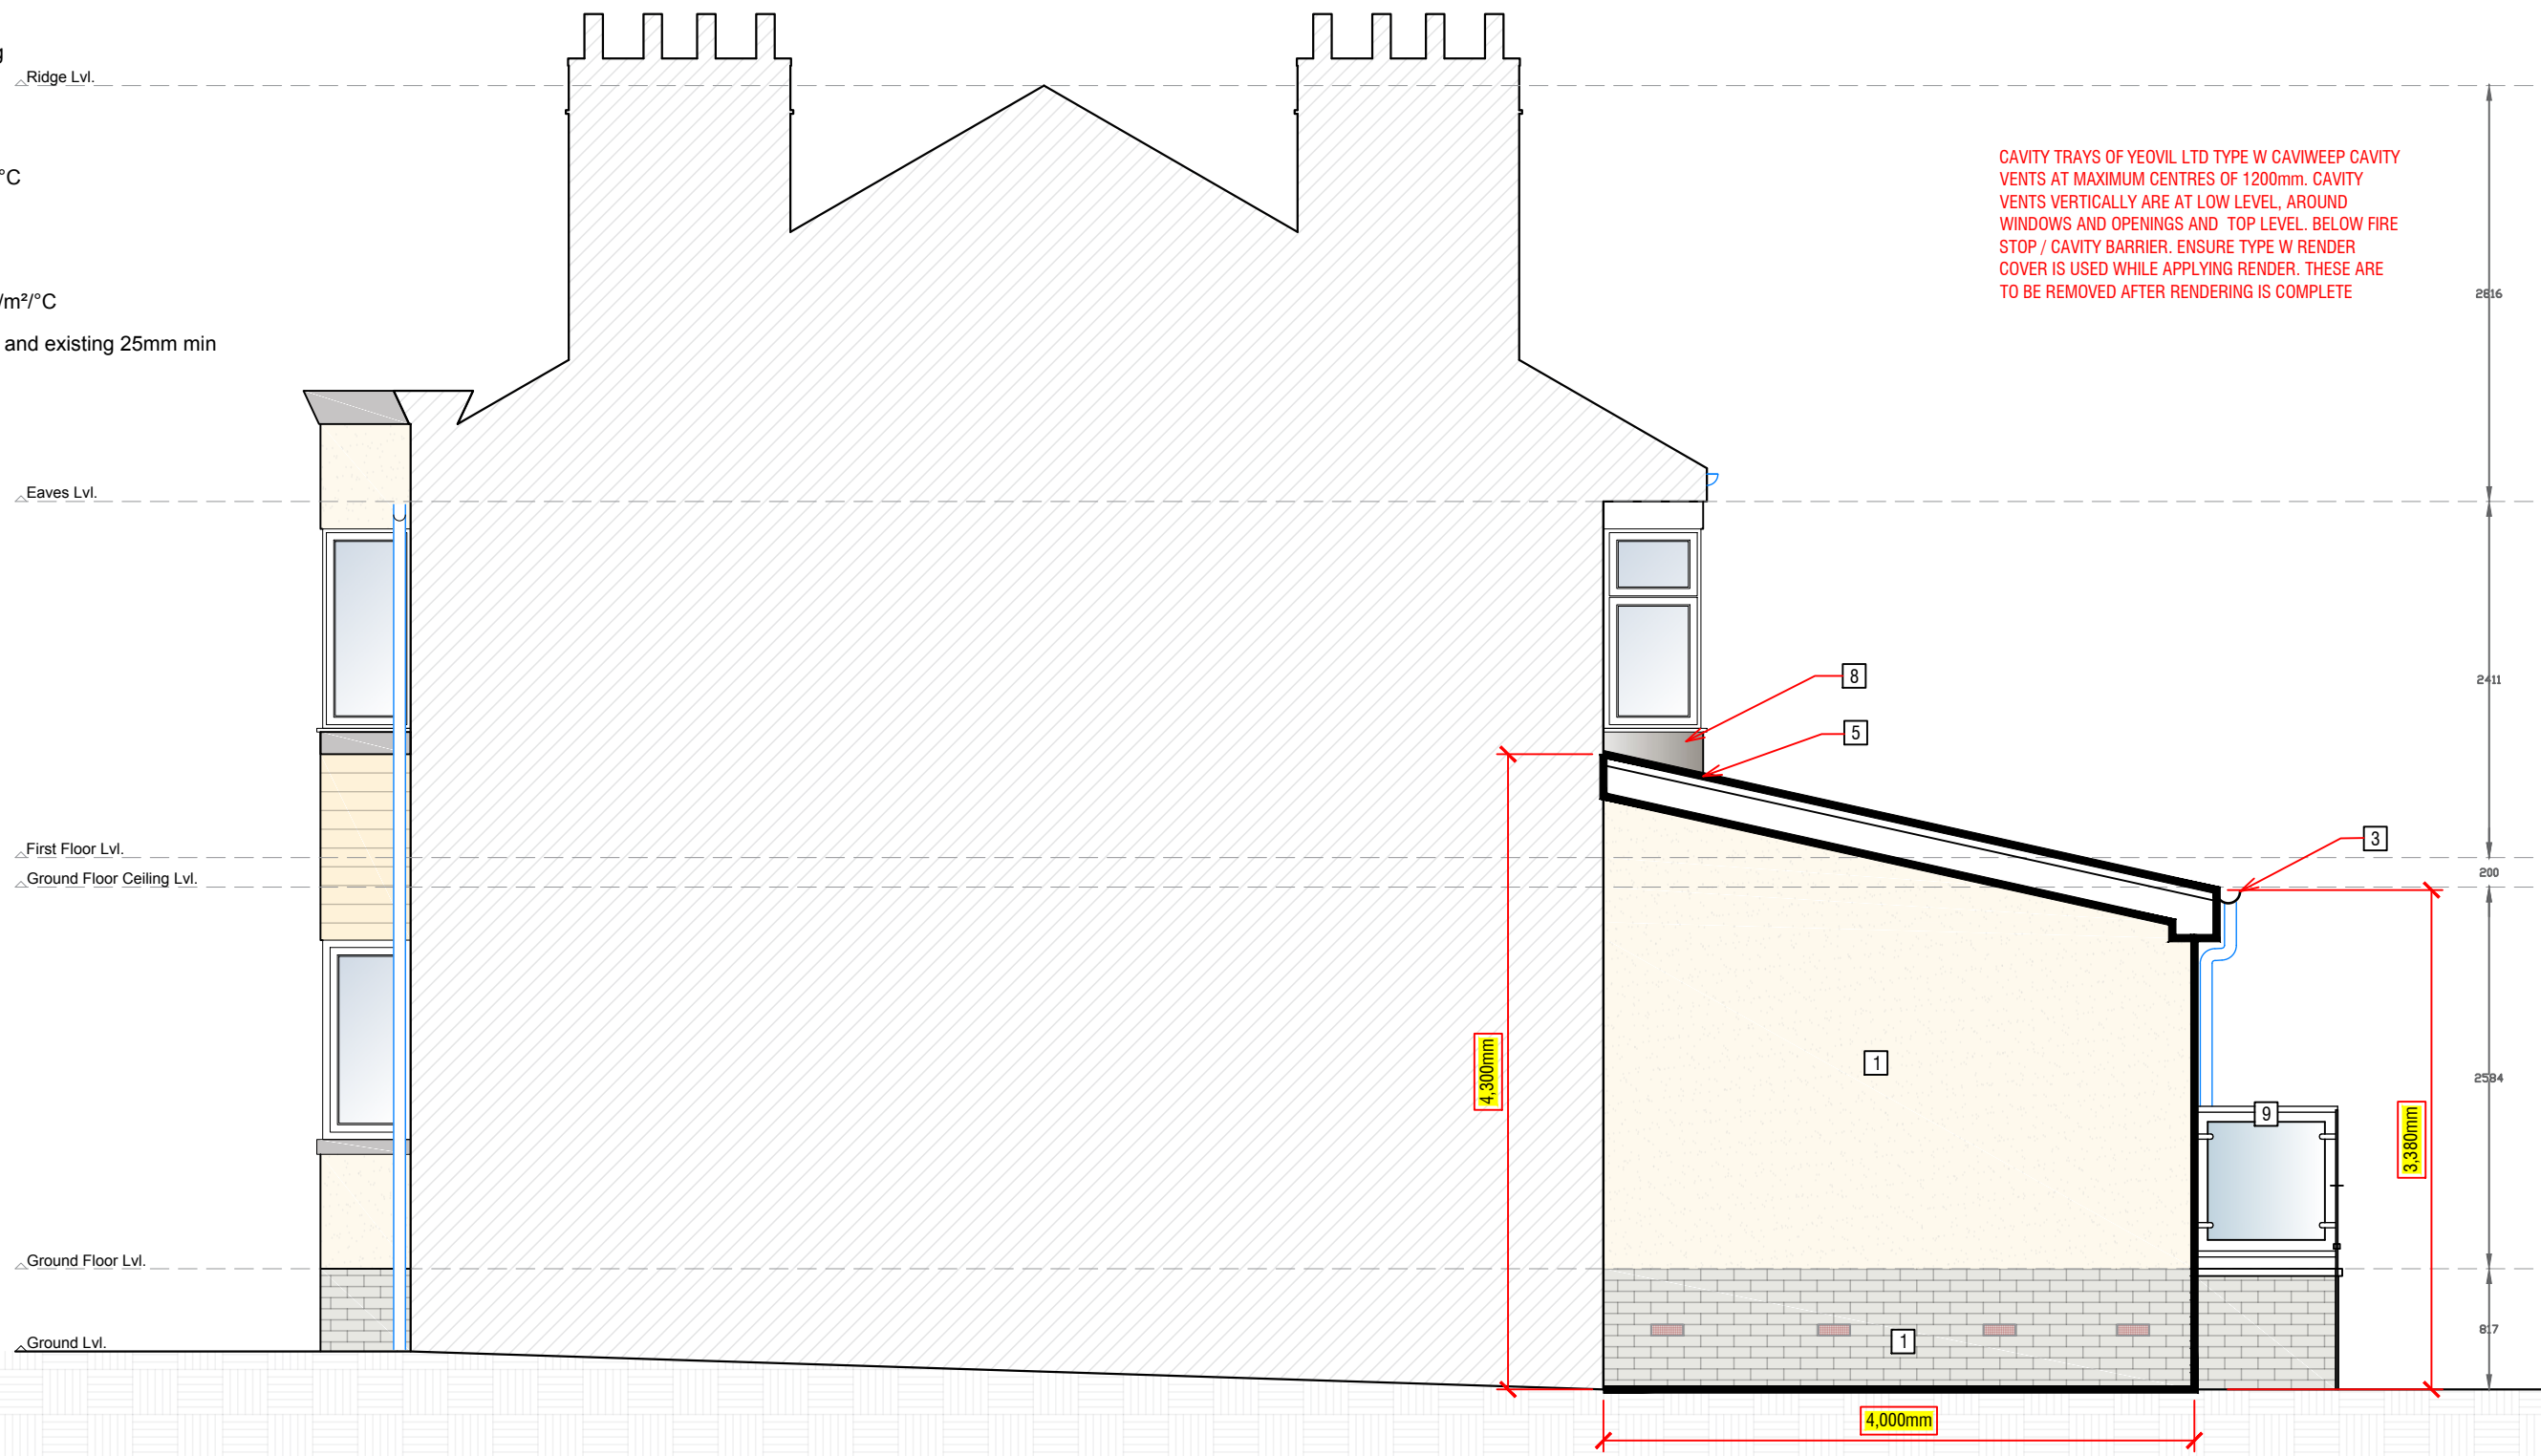 g
Ridge Lvl.
°C
/m²/°C
and existing 25mm min
CAVITY TRAYS OF YEOVIL LTD TYPE W CAVIWEEP CAVITY
VENTS AT MAXIMUM CENTRES OF 1200mm. CAVITY
VENTS VERTICALLY ARE AT LOW LEVEL, AROUND
WINDOWS AND OPENINGS AND TOP LEVEL. BELOW FIRE
STOP / CAVITY BARRIER. ENSURE TYPE W RENDER
COVER IS USED WHILE APPLYING RENDER. THESE ARE
TO BE REMOVED AFTER RENDERING IS COMPLETE
2816
Eaves Lvl.
8
2411
5
First Floor Lvl.
3
Ground Floor Ceiling Lvl.
200
1
4,300mm
2584
9
3,380mm
Ground Floor Lvl.
Ground Lvl.
1
817
4,000mm